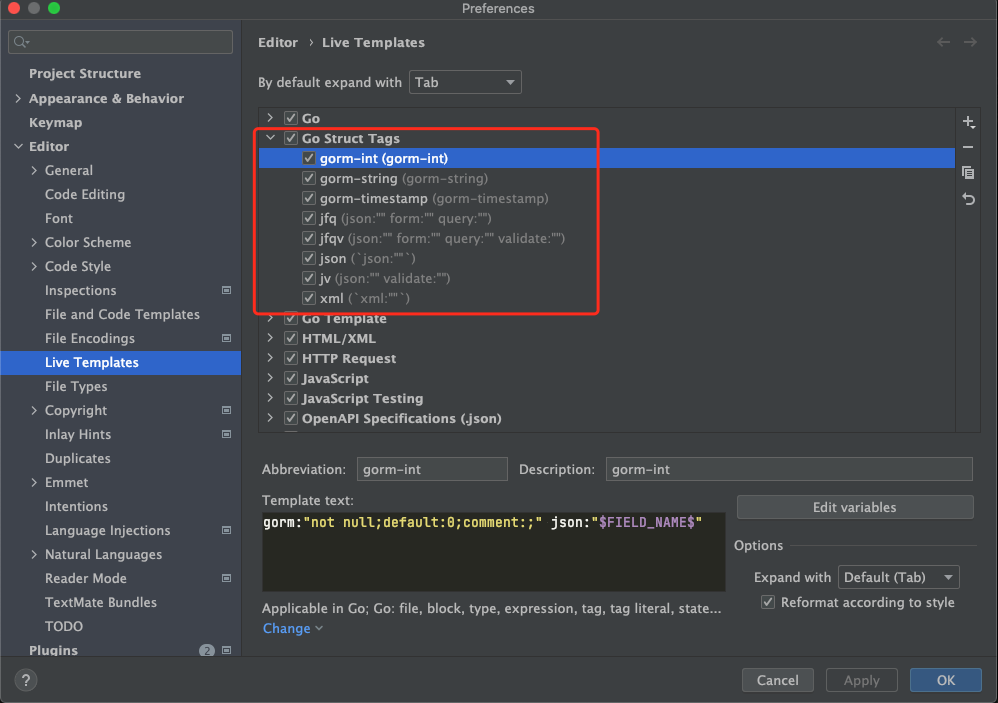 Preferences
Project Structure
Appearance & Behavior
Keymap
Editor
General
Code Editing
Font
Color Scheme
Code Style
Inspections
File and Code Templates
File Encodings
Live Templates
File Types
Copyright
Inlay Hints
Duplicates
Emmet
Intentions
Language Injections
Natural Languages
Reader Mode
TextMate Bundles
TODO
Plugins 2
Editor › Live Templates
By default expand with Tab
Go
Go Struct Tags
gorm-int (gorm-int)
gorm-string (gorm-string)
gorm-timestamp (gorm-timestamp)
jfq (json:"" form:"" query:"")
jfqv (json:"" form:"" query:"" validate:"")
json (`json:""`)
jv (json:"" validate:"")
xml (`xml:""`)
Go Template
HTML/XML
HTTP Request
JavaScript
JavaScript Testing
OpenAPI Specifications (.json)
Abbreviation: gorm-int Description: gorm-int
Template text:
gorm:"not null;default:0;comment:;" json:"$FIELD_NAME$"
Edit variables
Options
Expand with Default (Tab)
Reformat according to style
Applicable in Go; Go: file, block, type, expression, tag, tag literal, state...
Change
? Cancel Apply OK